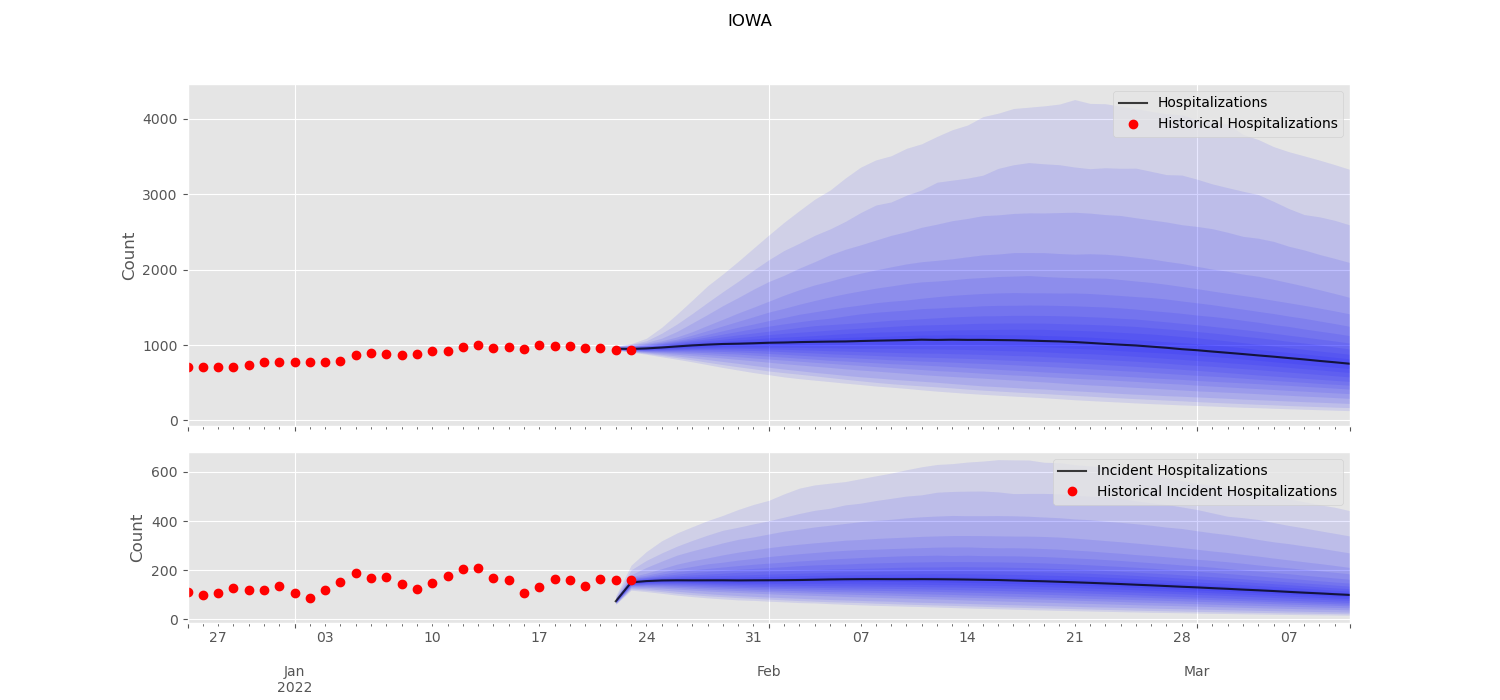 IOWA
Hospitalizations
Historical Hospitalizations
Count
4000
3000
2000
1000
0
Incident Hospitalizations
Historical Incident Hospitalizations
Count
600
400
200
0
27 03 10 17 24 31 07 14 21 28 07
Jan Feb Mar
2022